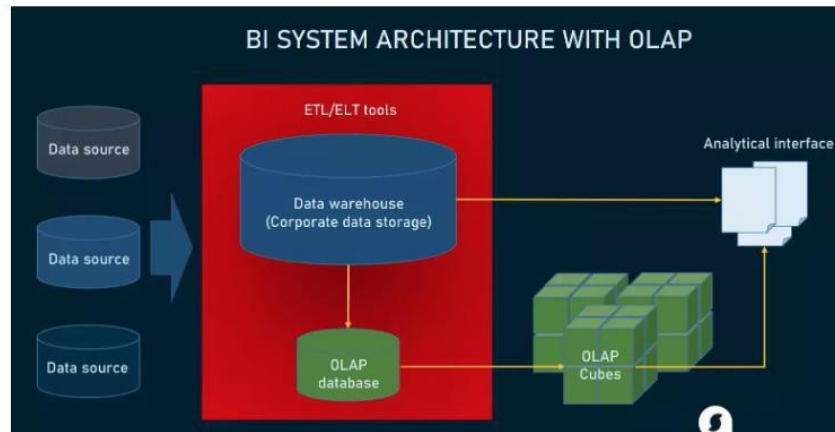 BI SYSTEM ARCHITECTURE WITH OLAP
ETL/ELT tools
Data source
Data source
Data source
Data warehouse
(Corporate data storage)
OLAP
database
OLAP
Cubes
Analytical interface